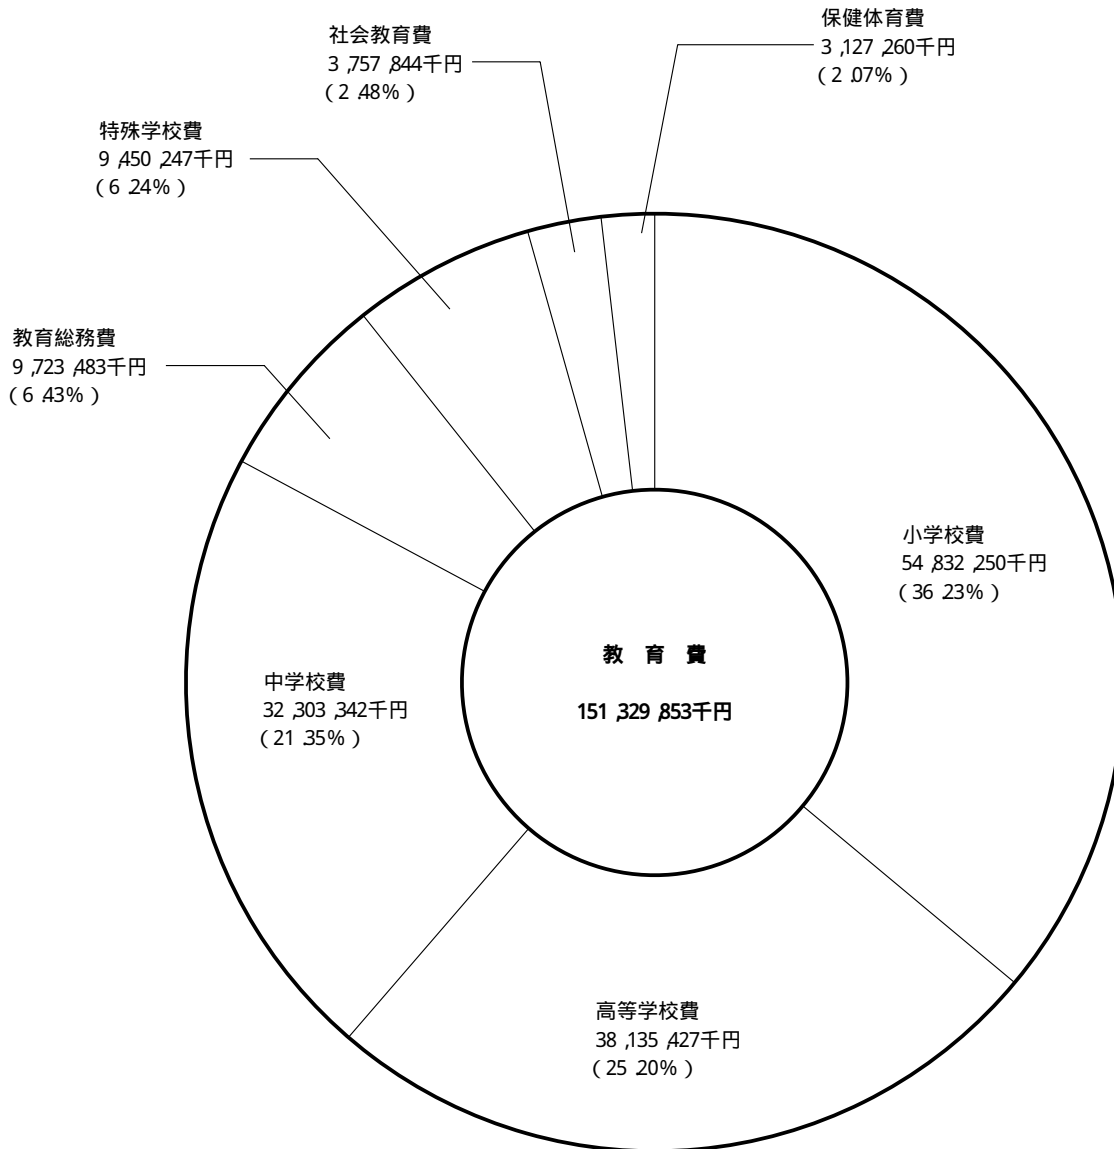 保健体育費
3,127,260千円
(2.07%)
社会教育費
3,757,844千円
(2.48%)
特殊学校費
9,450,247千円
(6.24%)
教育総務費
9,723,483千円
(6.43%)
小学校費
54,832,250千円
(36.23%)
教 育 費
151,329,853千円
中学校費
32,303,342千円
(21.35%)
高等学校費
38,135,427千円
(25.20%)